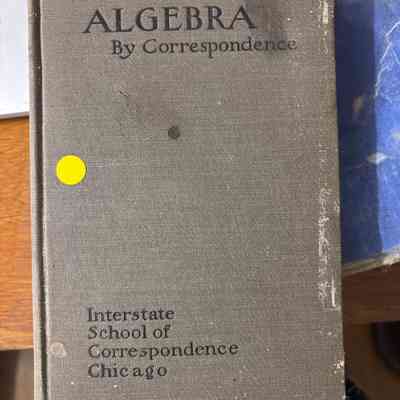 ALGEBRA
By Correspondence
Interstate
School of
Correspondence
Chicago